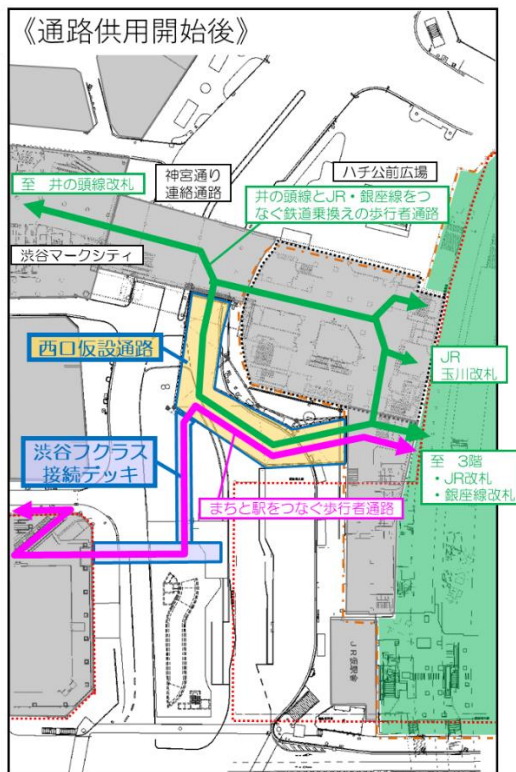 《通路供用開始後》
神宮通り
連絡通路
ハチ公前広場
至 井の頭線改札
井の頭線とJR・銀座線をつ
なぐ鉄道乗換えの歩行者通路
渋谷マークシティ
西口仮設通路
JR
玉川改札
渋谷フクラス
接続デッキ
至 3階
・JR改札
・銀座線改札
まちと駅をつなぐ歩行者通路